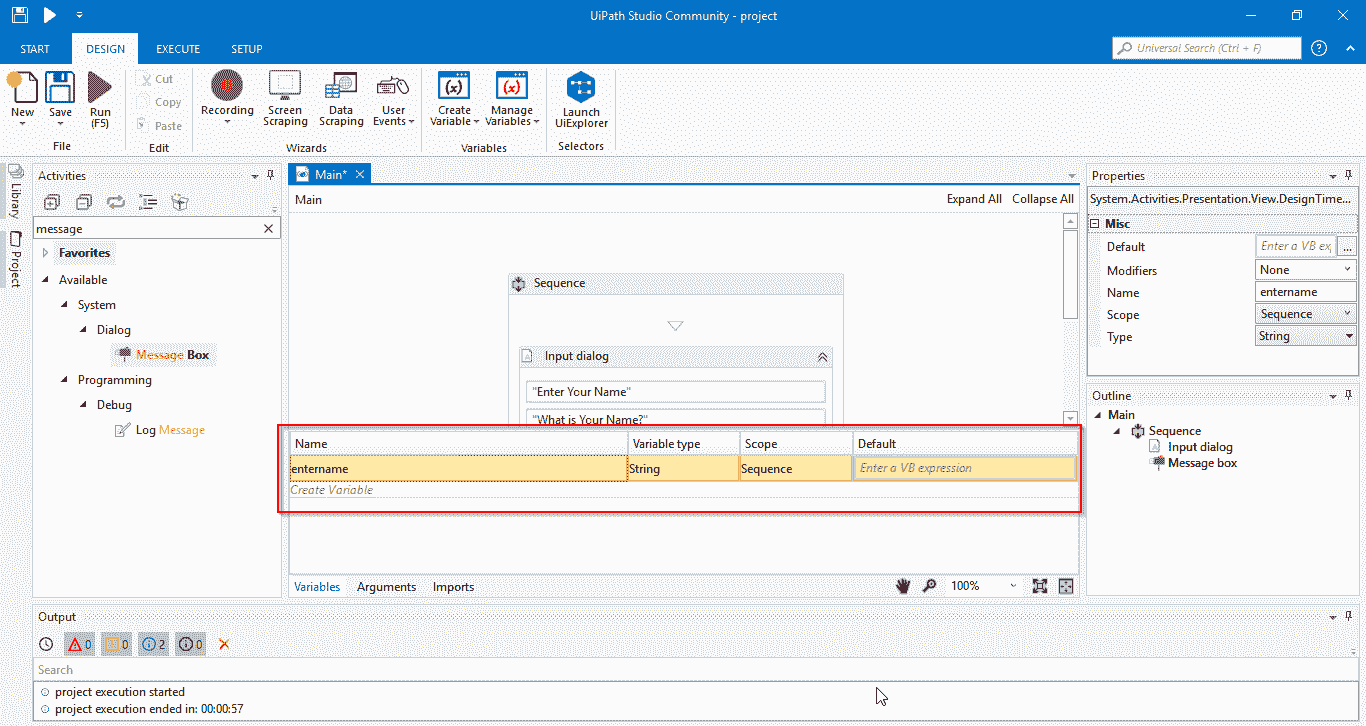 UiPath Studio Community - project
START DESIGN EXECUTE SETUP
Universal Search (Ctrl + F)
New Save Run (F5)
File
Cut
Copy
Paste
Edit
Recording Screen Scraping Data Scraping User Events
Wizards
Create Variable Manage Variables
Variables
Launch UiExplorer
Selectors
Library
Project
Activities
message
Favorites
Available
System
Dialog
Message Box
Programming
Debug
Log Message
Main*
Main Expand All Collapse All
Sequence
Input dialog
"Enter Your Name"
"What is Your Name?"
Name Variable type Scope Default
entername String Sequence Enter a VB expression
Create Variable
Variables Arguments Imports 100%
Properties
System.Activities.Presentation.View.DesignTime...
Misc
Default Enter a VB ex ...
Modifiers None
Name entername
Scope Sequence
Type String
Outline
Main
Sequence
Input dialog
Message box
Output
0 0 2 0
Search
project execution started
project execution ended in: 00:00:57